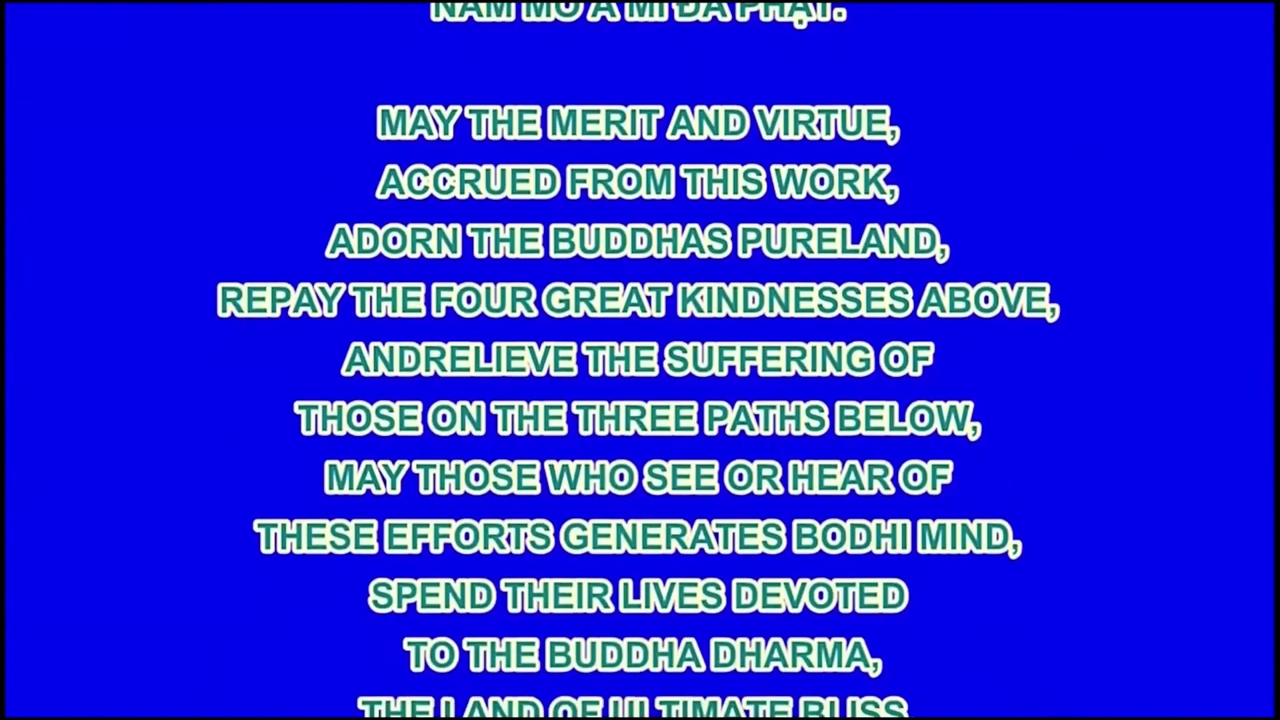 NAM MÔ A MI ĐÀ PHẬT.
MAY THE MERIT AND VIRTUE,
ACCRUED FROM THIS WORK,
ADORN THE BUDDHAS PURELAND,
REPAY THE FOUR GREAT KINDNESSES ABOVE,
ANDRELIEVE THE SUFFERING OF
THOSE ON THE THREE PATHS BELOW,
MAY THOSE WHO SEE OR HEAR OF
THESE EFFORTS GENERATES BODHI MIND,
SPEND THEIR LIVES DEVOTED
TO THE BUDDHA DHARMA,
THE LAND OF ULTIMATE BLISS